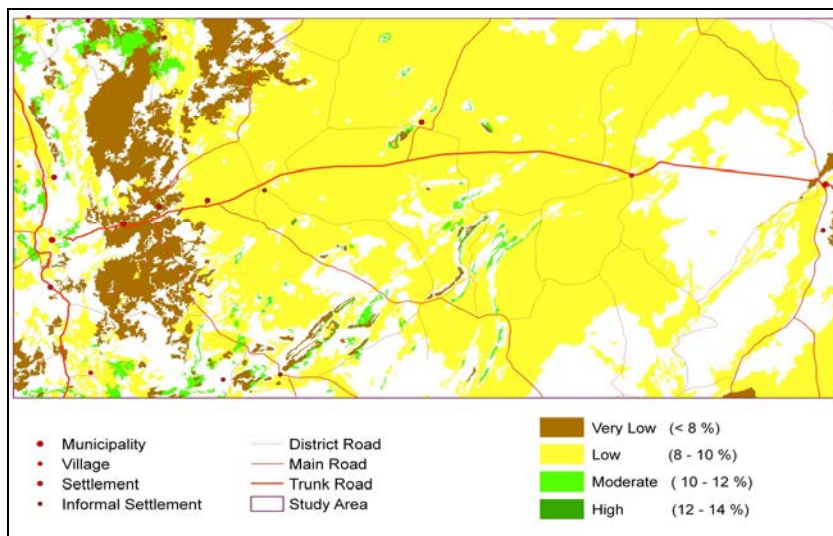 Municipality
Village
Settlement
Informal Settlement
District Road
Main Road
Trunk Road
Study Area
Very Low (< 8 %)
Low (8 - 10 %)
Moderate ( 10 - 12 %)
High (12 - 14 %)